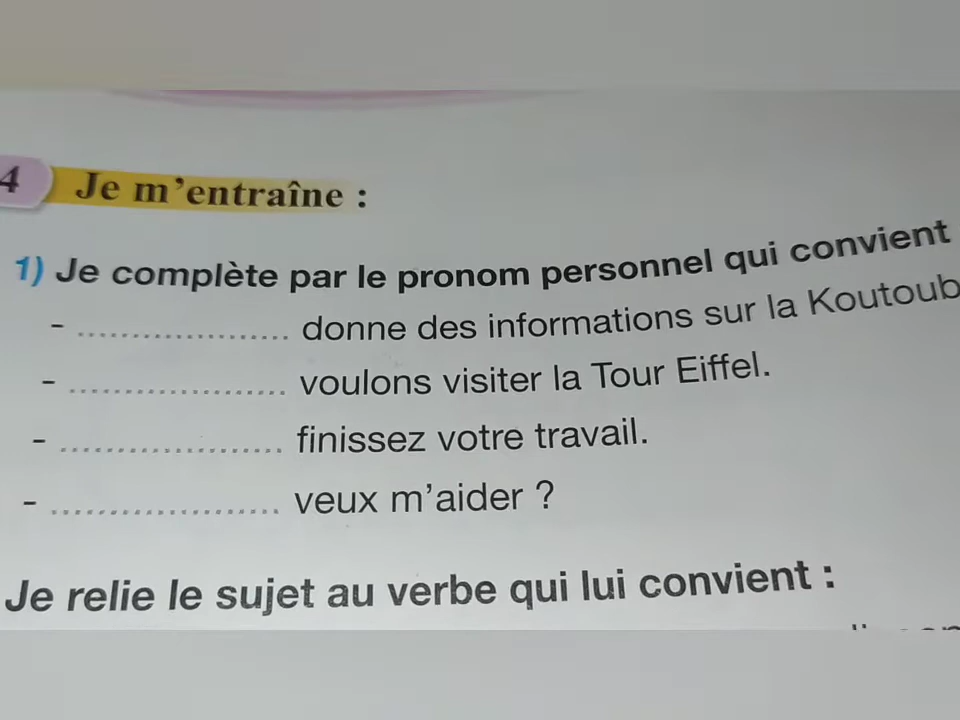 4 Je m'entraîne :
1) Je complète par le pronom personnel qui convient
- .................... donne des informations sur la Koutoub
- .................... voulons visiter la Tour Eiffel.
- .................... finissez votre travail.
- .................... veux m'aider ?
Je relie le sujet au verbe qui lui convient :